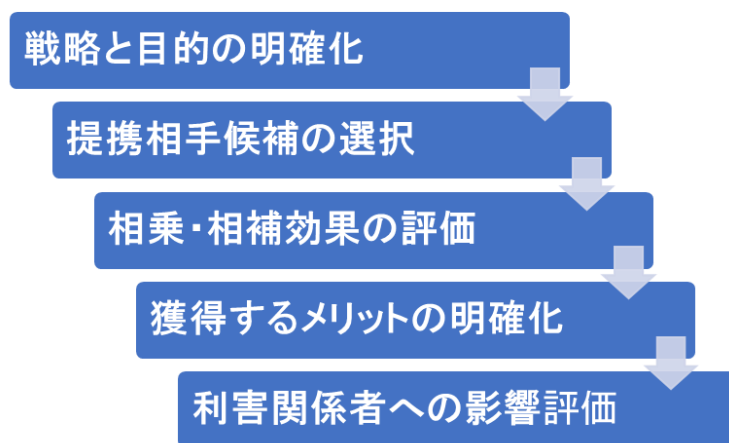 戦略と目的の明確化
提携相手候補の選択
相乗・相補効果の評価
獲得するメリットの明確化
利害関係者への影響評価